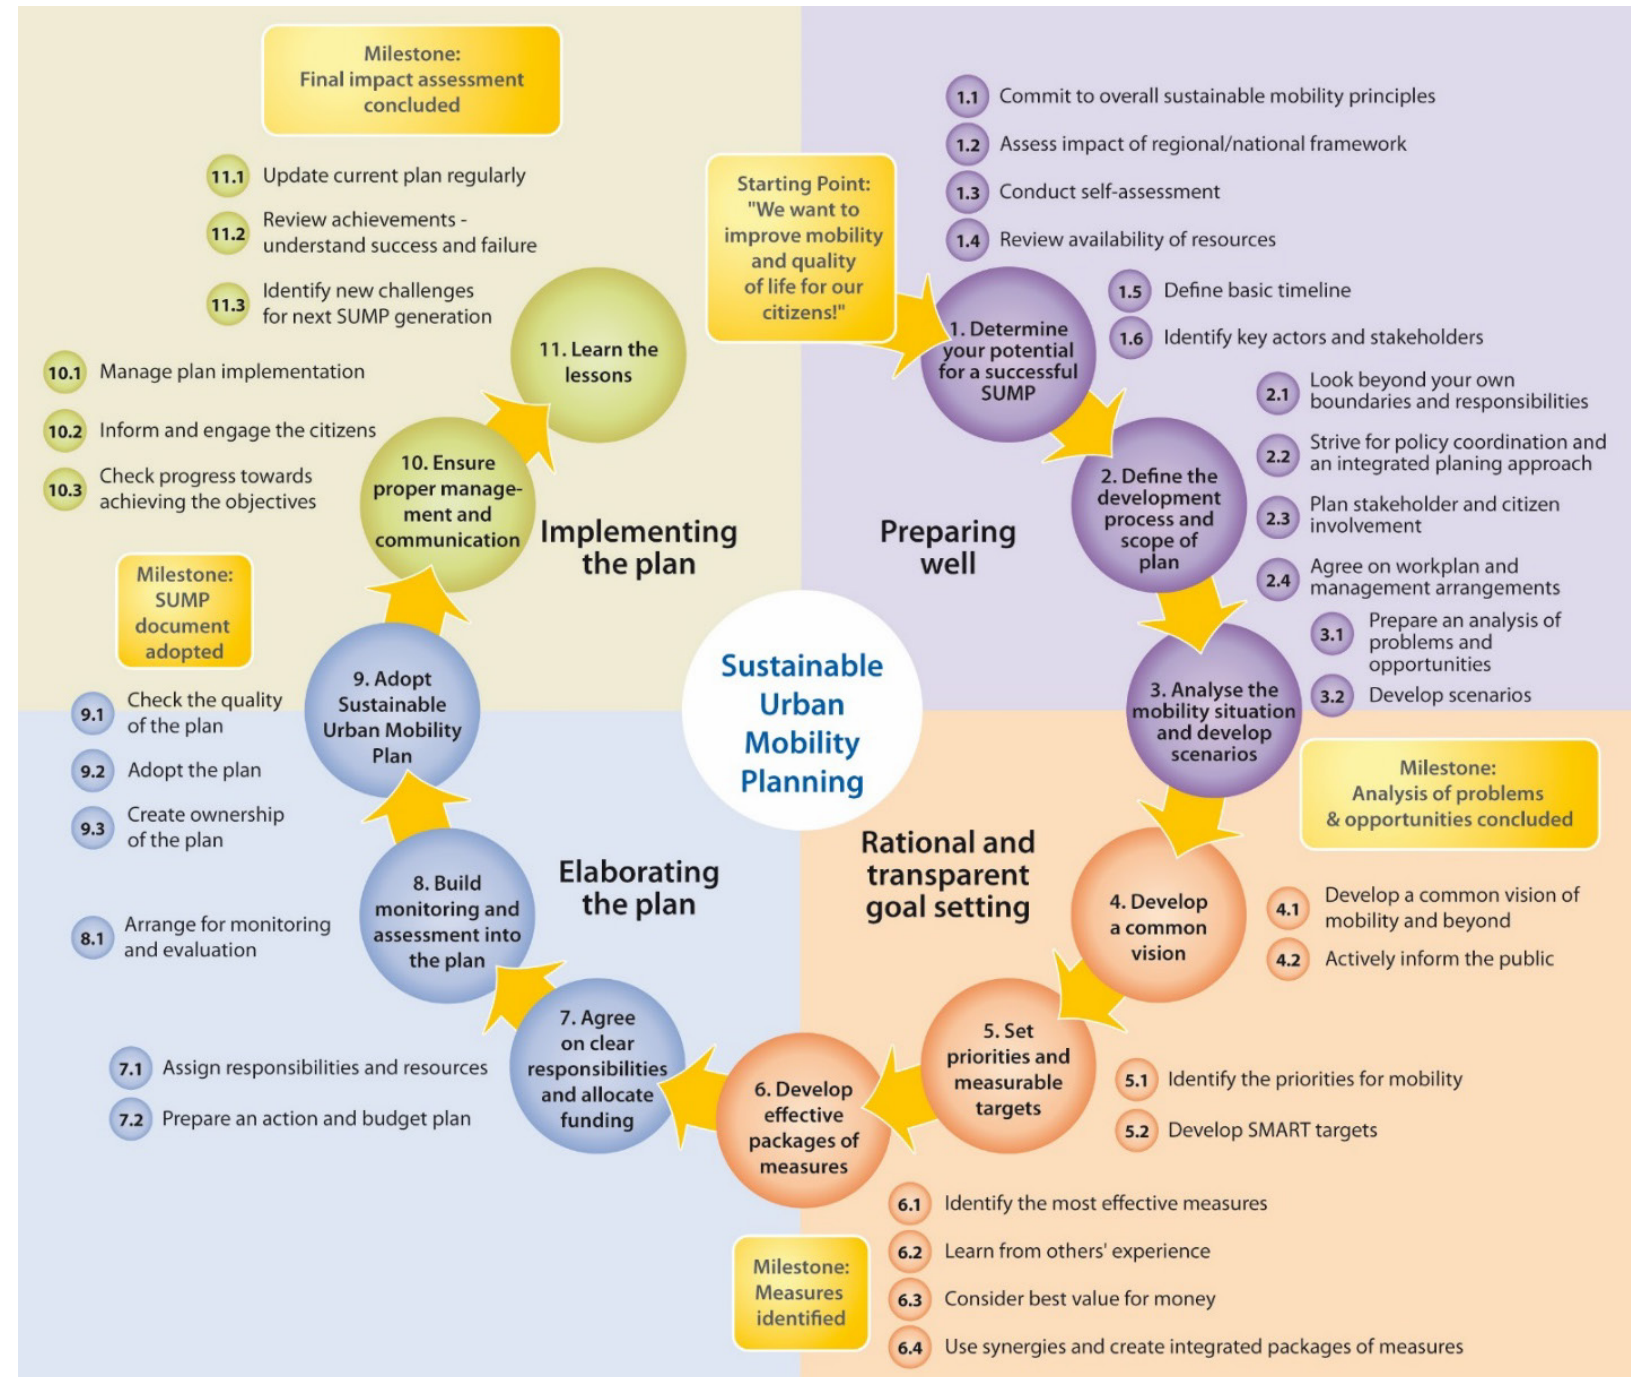 Milestone:
Final impact assessment
concluded
11.1 Update current plan regularly
11.2 Review achievements -
understand success and failure
11.3 Identify new challenges
for next SUMP generation
10.1 Manage plan implementation
10.2 Inform and engage the citizens
10.3 Check progress towards
achieving the objectives
11. Learn the
lessons
10. Ensure
proper manage-
ment and
communication
Implementing
the plan
Milestone:
SUMP
document
adopted
Starting Point:
"We want to
improve mobility
and quality
of life for our
citizens!"
1.1 Commit to overall sustainable mobility principles
1.2 Assess impact of regional/national framework
1.3 Conduct self-assessment
1.4 Review availability of resources
1.5 Define basic timeline
1.6 Identify key actors and stakeholders
1. Determine
your potential
for a successful
SUMP
2.1 Look beyond your own
boundaries and responsibilities
2.2 Strive for policy coordination and
an integrated planing approach
2.3 Plan stakeholder and citizen
involvement
2.4 Agree on workplan and
management arrangements
2. Define the
development
process and
scope of
plan
Preparing
well
3.1 Prepare an analysis of
problems and
opportunities
3.2 Develop scenarios
3. Analyse the
mobility situation
and develop
scenarios
Sustainable
Urban
Mobility
Planning
Milestone:
Analysis of problems
& opportunities concluded
Rational and
transparent
goal setting
4. Develop
a common
vision
4.1 Develop a common vision of
mobility and beyond
4.2 Actively inform the public
5. Set
priorities and
measurable
targets
5.1 Identify the priorities for mobility
5.2 Develop SMART targets
6. Develop
effective
packages of
measures
6.1 Identify the most effective measures
6.2 Learn from others' experience
6.3 Consider best value for money
6.4 Use synergies and create integrated packages of measures
Milestone:
Measures
identified
Elaborating
the plan
7. Agree
on clear
responsibilities
and allocate
funding
7.1 Assign responsibilities and resources
7.2 Prepare an action and budget plan
8. Build
monitoring and
assessment into
the plan
8.1 Arrange for monitoring
and evaluation
9. Adopt
Sustainable
Urban Mobility
Plan
9.1 Check the quality
of the plan
9.2 Adopt the plan
9.3 Create ownership
of the plan